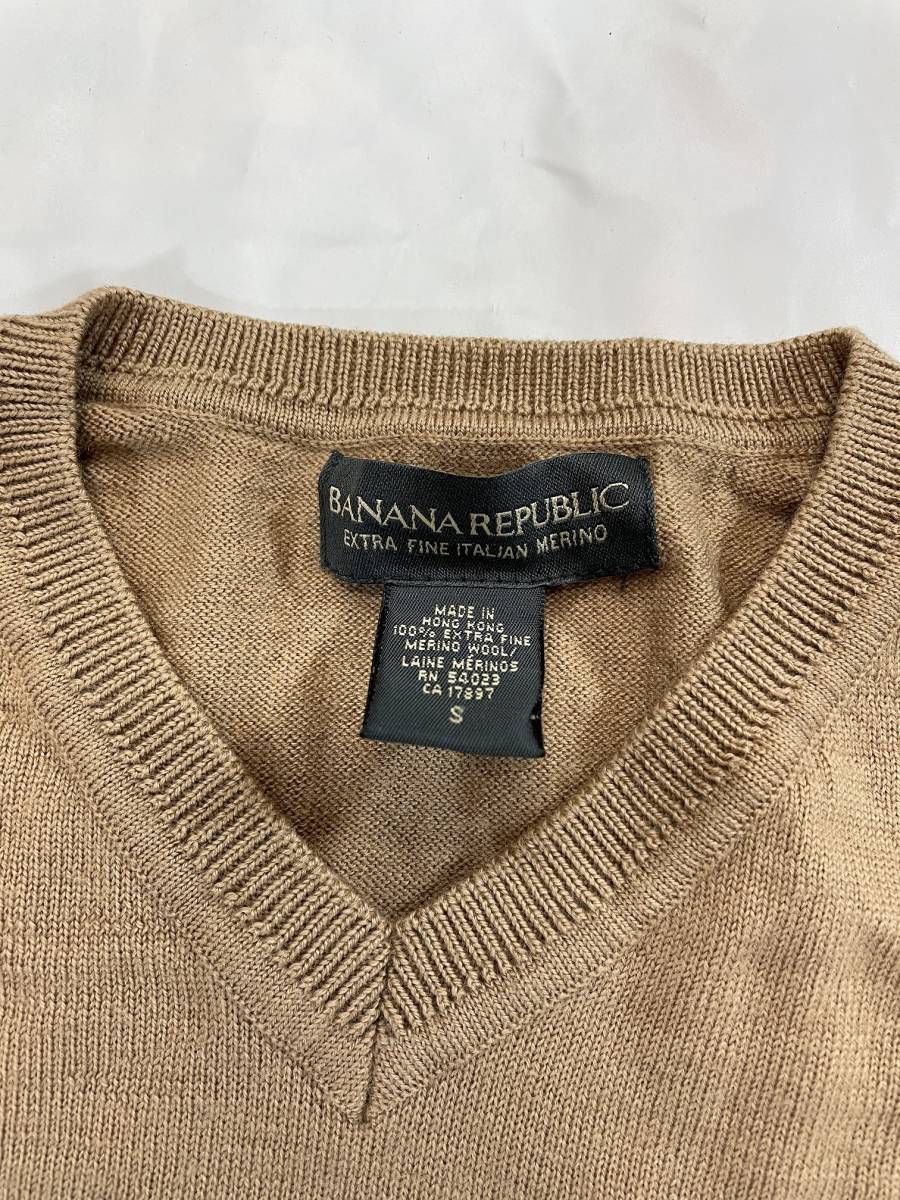 BANANA REPUBLIC
EXTRA FINE ITALIAN MERINO
MADE IN
HONG KONG
100% EXTRA FINE
MERINO WOOL/
LAINE MÉRINOS
RN 54023
CA 17897
S